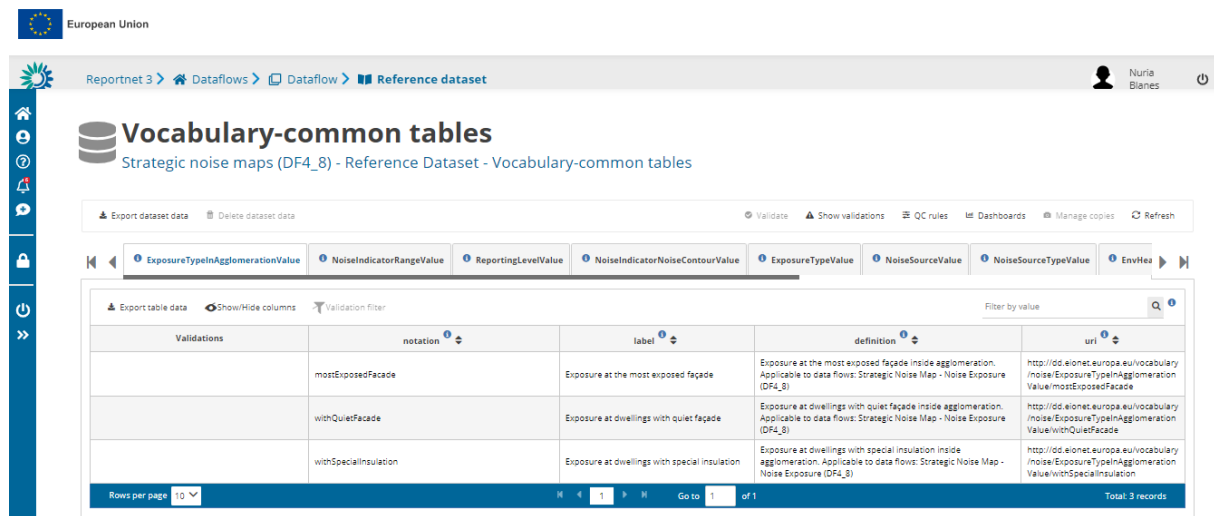 European Union
Reportnet 3 Dataflows Dataflow Reference dataset
Nuria
Blanes
Vocabulary-common tables
Strategic noise maps (DF4_8) - Reference Dataset - Vocabulary-common tables
Export dataset data Delete dataset data Validate Show validations QC rules Dashboards Manage copies Refresh
ExposureTypeInAgglomerationValue NoiseIndicatorRangeValue ReportingLevelValue NoiseIndicatorNoiseContourValue ExposureTypeValue NoiseSourceValue NoiseSourceTypeValue EnvHea
Export table data Show/Hide columns Validation filter Filter by value
Validations notation label definition uri
mostExposedFacade
Exposure at the most exposed façade
Exposure at the most exposed façade inside agglomeration.
Applicable to data flows: Strategic Noise Map - Noise Exposure
(DF4_8)
http://dd.eionet.europa.eu/vocabulary
/noise/ExposureTypeInAgglomeration
Value/mostExposedFacade
withQuietFacade
Exposure at dwellings with quiet façade
Exposure at dwellings with quiet façade inside agglomeration.
Applicable to data flows: Strategic Noise Map - Noise Exposure
(DF4_8)
http://dd.eionet.europa.eu/vocabulary
/noise/ExposureTypeInAgglomeration
Value/withQuietFacade
withSpecialInsulation
Exposure at dwellings with special insulation
Exposure at dwellings with special insulation inside
agglomeration. Applicable to data flows: Strategic Noise Map -
Noise Exposure (DF4_8)
http://dd.eionet.europa.eu/vocabulary
/noise/ExposureTypeInAgglomeration
Value/withSpecialInsulation
Rows per page 10 1 Go to 1 of 1 Total: 3 records